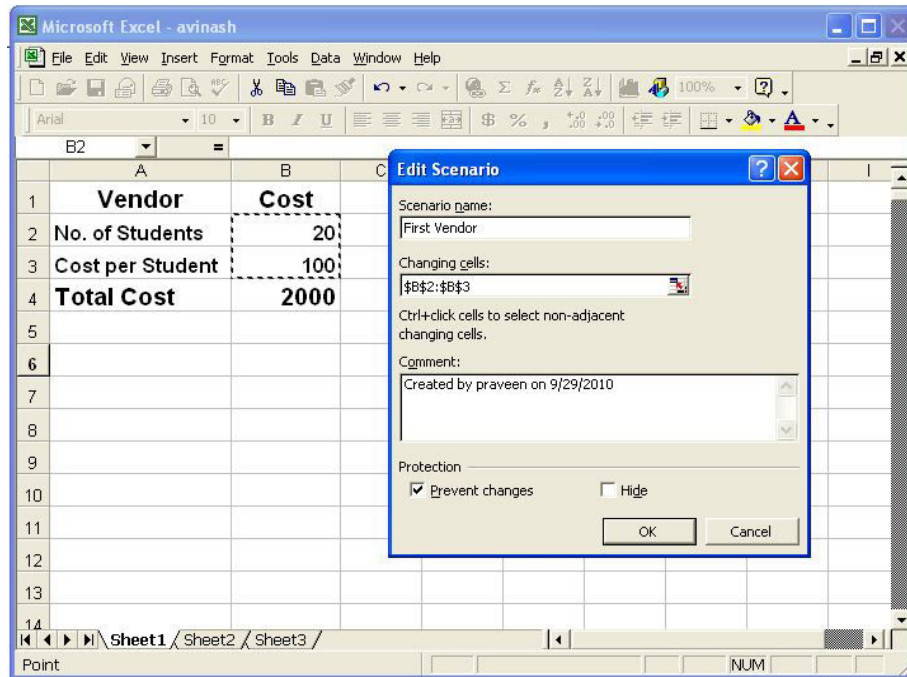 Microsoft Excel - avinash
File Edit View Insert Format Tools Data Window Help
100%
Arial 10 B I U $ % ,
B2 =
A B C I
1 Vendor Cost
2 No. of Students 20
3 Cost per Student 100
4 Total Cost 2000
5
6
7
8
9
10
11
12
13
14
Edit Scenario
Scenario name:
First Vendor
Changing cells:
$B$2:$B$3
Ctrl+click cells to select non-adjacent
changing cells.
Comment:
Created by praveen on 9/29/2010
Protection
Prevent changes Hide
OK Cancel
Sheet1 Sheet2 Sheet3
Point NUM